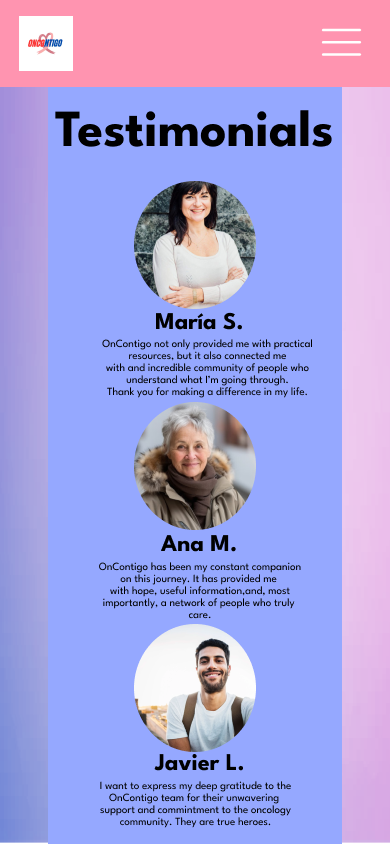 ONCONTIGO
Testimonials
María S.
OnContigo not only provided me with practical
resources, but it also connected me
with and incredible community of people who
understand what I'm going through.
Thank you for making a difference in my life.
Ana M.
OnContigo has been my constant companion
on this journey. It has provided me
with hope, useful information,and, most
importantly, a network of people who truly
care.
Javier L.
I want to express my deep gratitude to the
OnContigo team for their unwavering
support and commintment to the oncology
community. They are true heroes.